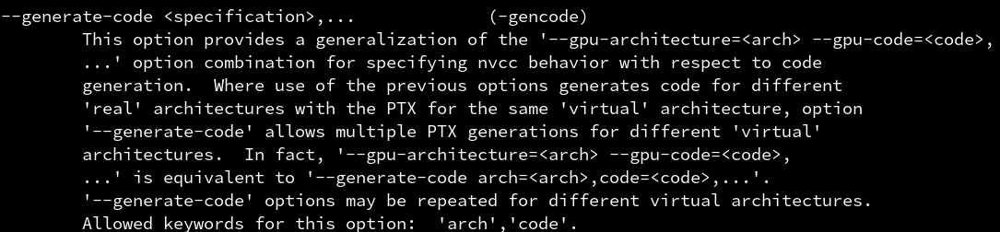 --generate-code <specification>,...             (-gencode)
        This option provides a generalization of the '--gpu-architecture=<arch> --gpu-code=<code>,
        ...' option combination for specifying nvcc behavior with respect to code
        generation.  Where use of the previous options generates code for different
        'real' architectures with the PTX for the same 'virtual' architecture, option
        '--generate-code' allows multiple PTX generations for different 'virtual'
        architectures.  In fact, '--gpu-architecture=<arch> --gpu-code=<code>,
        ...' is equivalent to '--generate-code arch=<arch>,code=<code>,...'.
        '--generate-code' options may be repeated for different virtual architectures.
        Allowed keywords for this option:  'arch','code'.